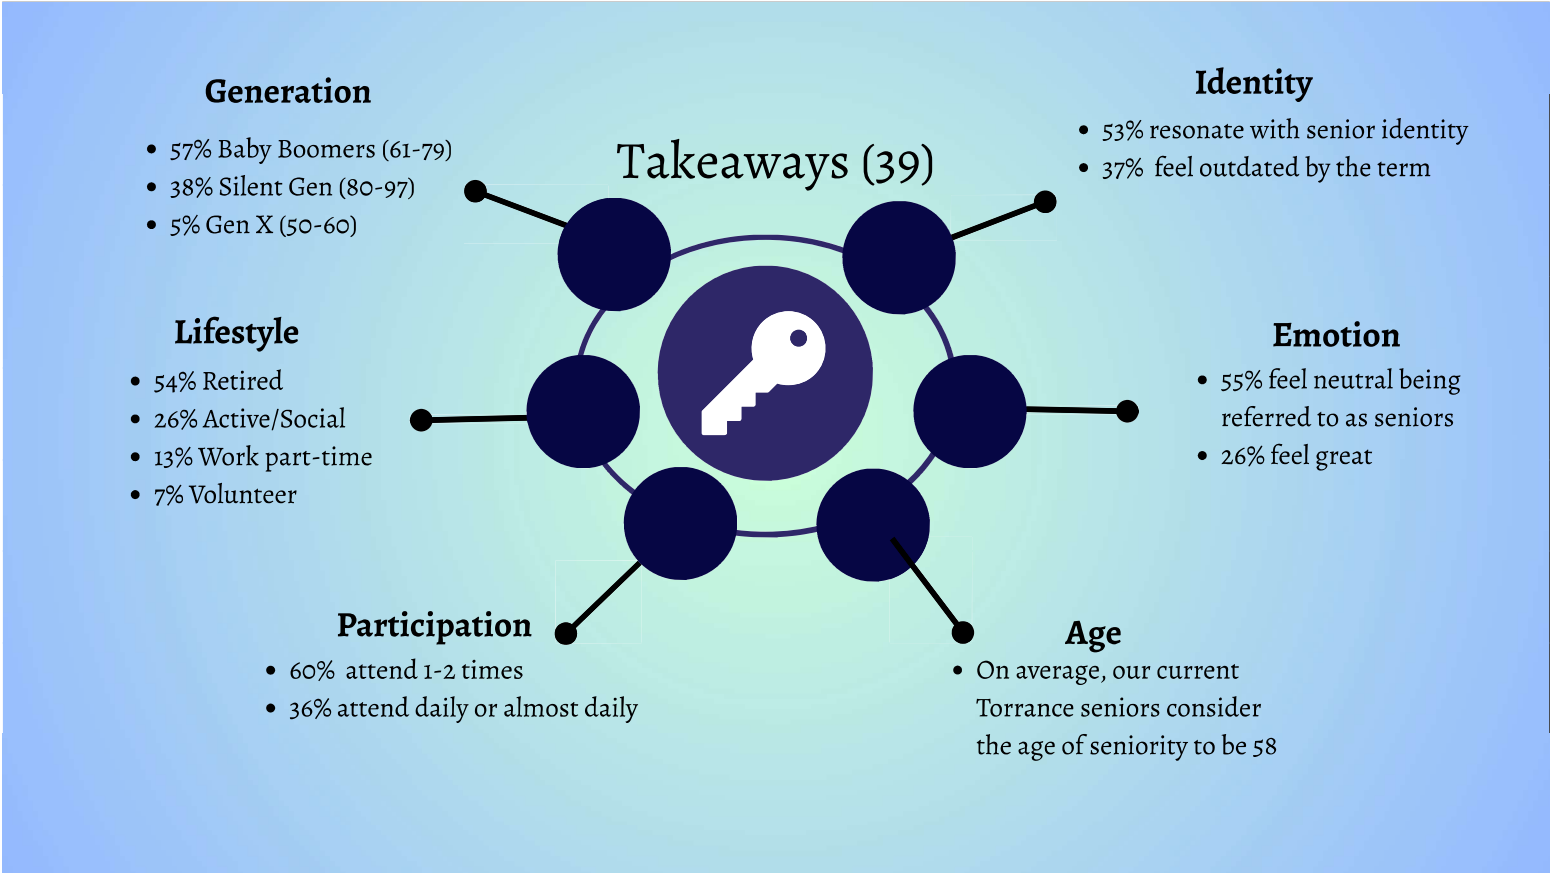 Takeaways (39)
Generation
• 57% Baby Boomers (61-79)
• 38% Silent Gen (80-97)
• 5% Gen X (50-60)
Lifestyle
• 54% Retired
• 26% Active/Social
• 13% Work part-time
• 7% Volunteer
Participation
• 60% attend 1-2 times
• 36% attend daily or almost daily
Identity
• 53% resonate with senior identity
• 37% feel outdated by the term
Emotion
• 55% feel neutral being
referred to as seniors
• 26% feel great
Age
• On average, our current
Torrance seniors consider
the age of seniority to be 58